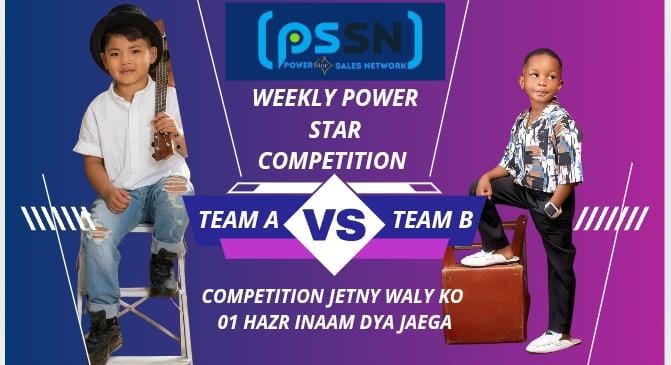 PSSN
POWER Star SALES NETWORK
WEEKLY POWER
STAR
COMPETITION
TEAM A VS TEAM B
COMPETITION JETNY WALY KO
01 HAZR INAAM DYA JAEGA